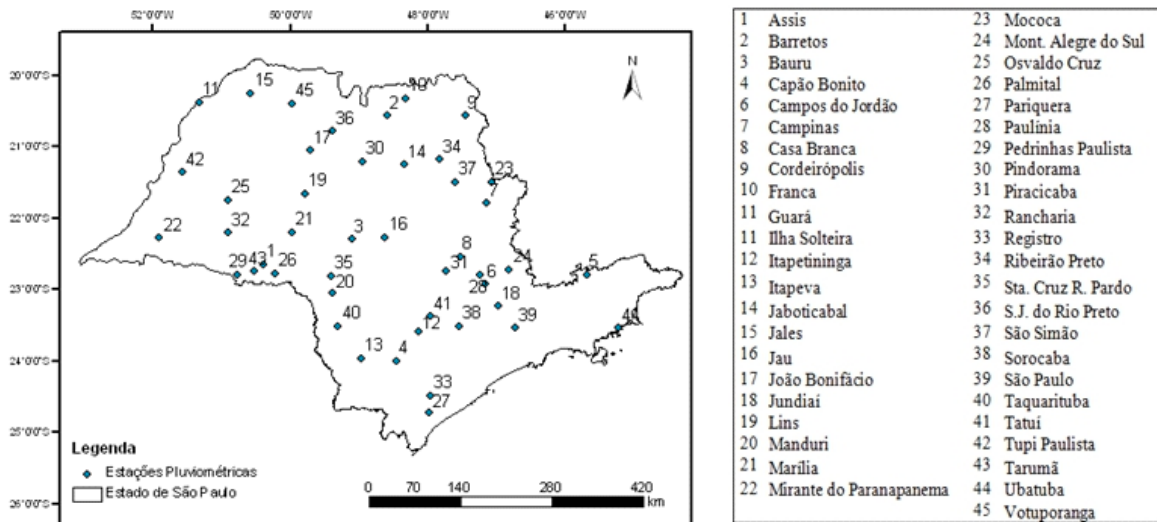 52°0'0"W 50°0'0"W 48°0'0"W 46°0'0"W
20°0'0"S
21°0'0"S
22°0'0"S
23°0'0"S
24°0'0"S
25°0'0"S
26°0'0"S
N
11 15 45 10
36 2 9
17 30 14 34
42 37 23
25 19
22 32 21 3 16
8
29 43 1 26 35 31 6 24 5
20 28
40 41 38 18 39
12
13 4
33
27
Legenda
Estações Pluviométricas
Estado de São Paulo
0 70 140 280 420
km
1 Assis
2 Barretos
3 Bauru
4 Capão Bonito
6 Campos do Jordão
7 Campinas
8 Casa Branca
9 Cordeirópolis
10 Franca
11 Guará
11 Ilha Solteira
12 Itapetininga
13 Itapeva
14 Jaboticabal
15 Jales
16 Jau
17 João Bonifácio
18 Jundiaí
19 Lins
20 Manduri
21 Marília
22 Mirante do Paranapanema
23 Mococa
24 Mont. Alegre do Sul
25 Osvaldo Cruz
26 Palmital
27 Pariquera
28 Paulínia
29 Pedrinhas Paulista
30 Pindorama
31 Piracicaba
32 Rancharia
33 Registro
34 Ribeirão Preto
35 Sta. Cruz R. Pardo
36 S.J. do Rio Preto
37 São Simão
38 Sorocaba
39 São Paulo
40 Taquarituba
41 Tatuí
42 Tupi Paulista
43 Tarumã
44 Ubatuba
45 Votuporanga